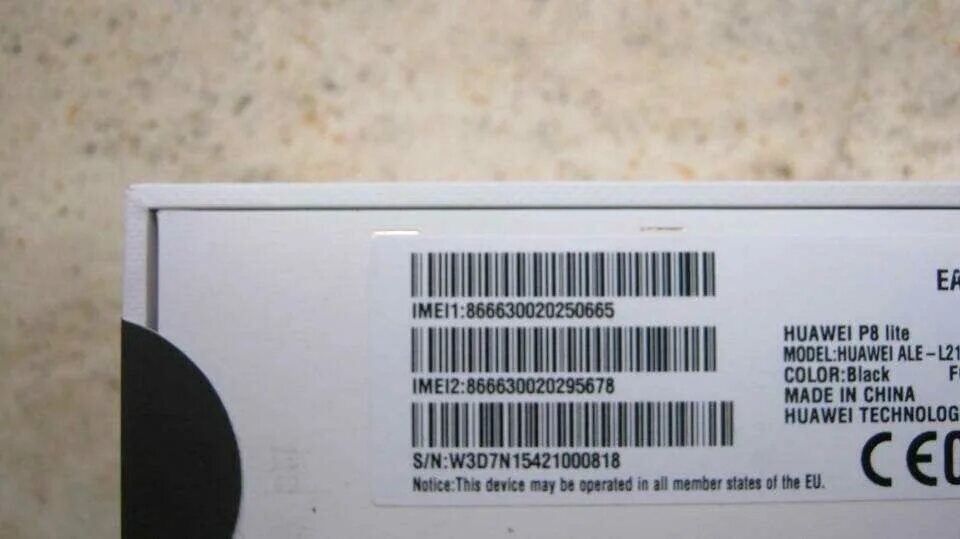 IMEI1:866630020250665
IMEI2:866630020295678
S/N:W3D7N15421000818
Notice:This device may be operated in all member states of the EU.
HUAWEI P8 lite
MODEL:HUAWEI ALE-L21
COLOR:Black
MADE IN CHINA
HUAWEI TECHNOLOG
CE